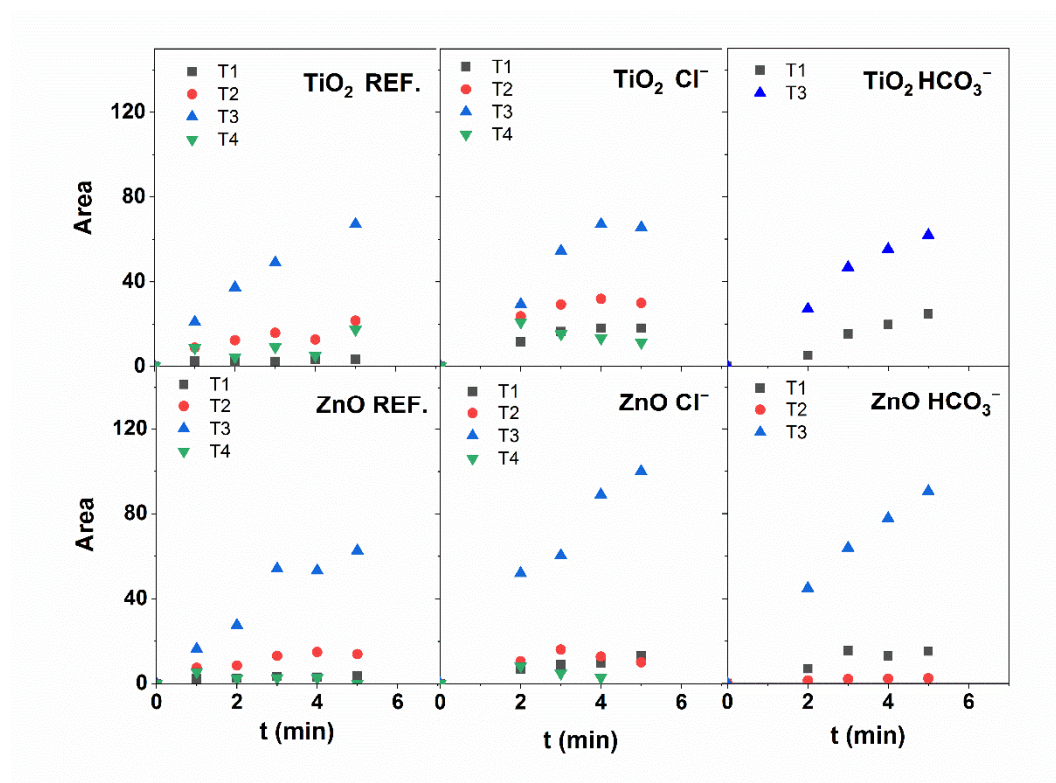 T1
T2
T3
T4
TiO₂ REF.
T1
T2
T3
T4
TiO₂ Cl⁻
T1
T3
TiO₂ HCO₃⁻
120
80
40
0
Area
T1
T2
T3
T4
ZnO REF.
T1
T2
T3
T4
ZnO Cl⁻
T1
T2
T3
ZnO HCO₃⁻
120
80
40
0
Area
0 2 4 6
0 2 4 6
0 2 4 6
t (min)
t (min)
t (min)